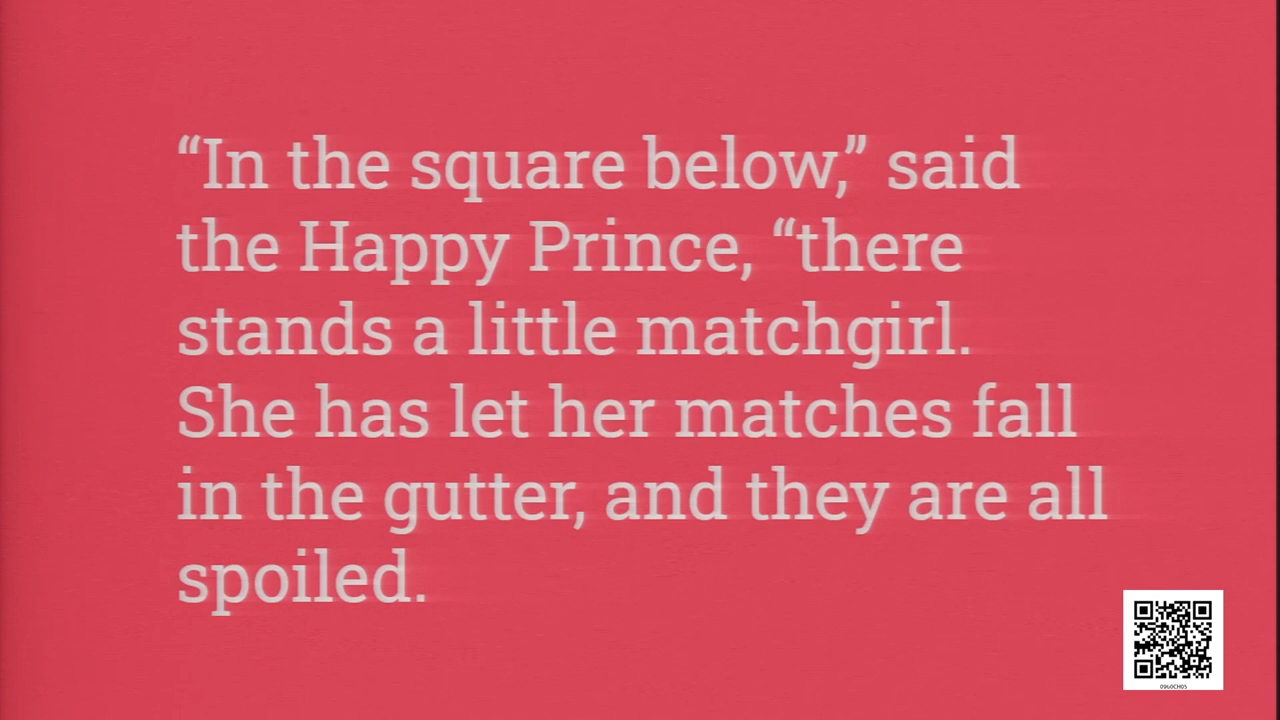 “In the square below,” said
the Happy Prince, “there
stands a little matchgirl.
She has let her matches fall
in the gutter, and they are all
spoiled.
0960CH05